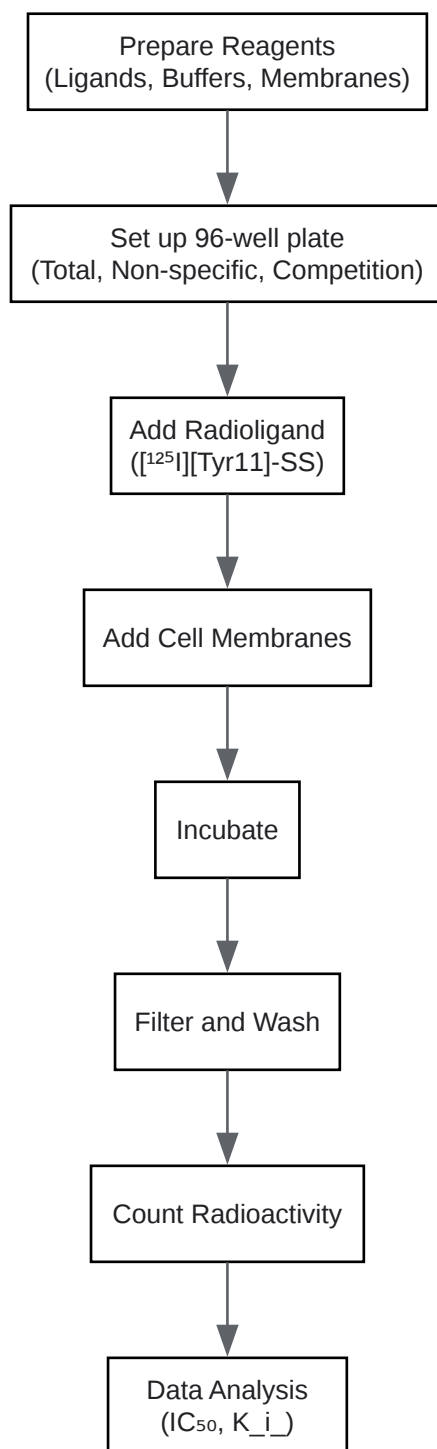 Prepare Reagents
(Ligands, Buffers, Membranes)
Set up 96-well plate
(Total, Non-specific, Competition)
Add Radioligand
([¹²⁵I][Tyr11]-SS)
Add Cell Membranes
Incubate
Filter and Wash
Count Radioactivity
Data Analysis
(IC₅₀, K_i_)